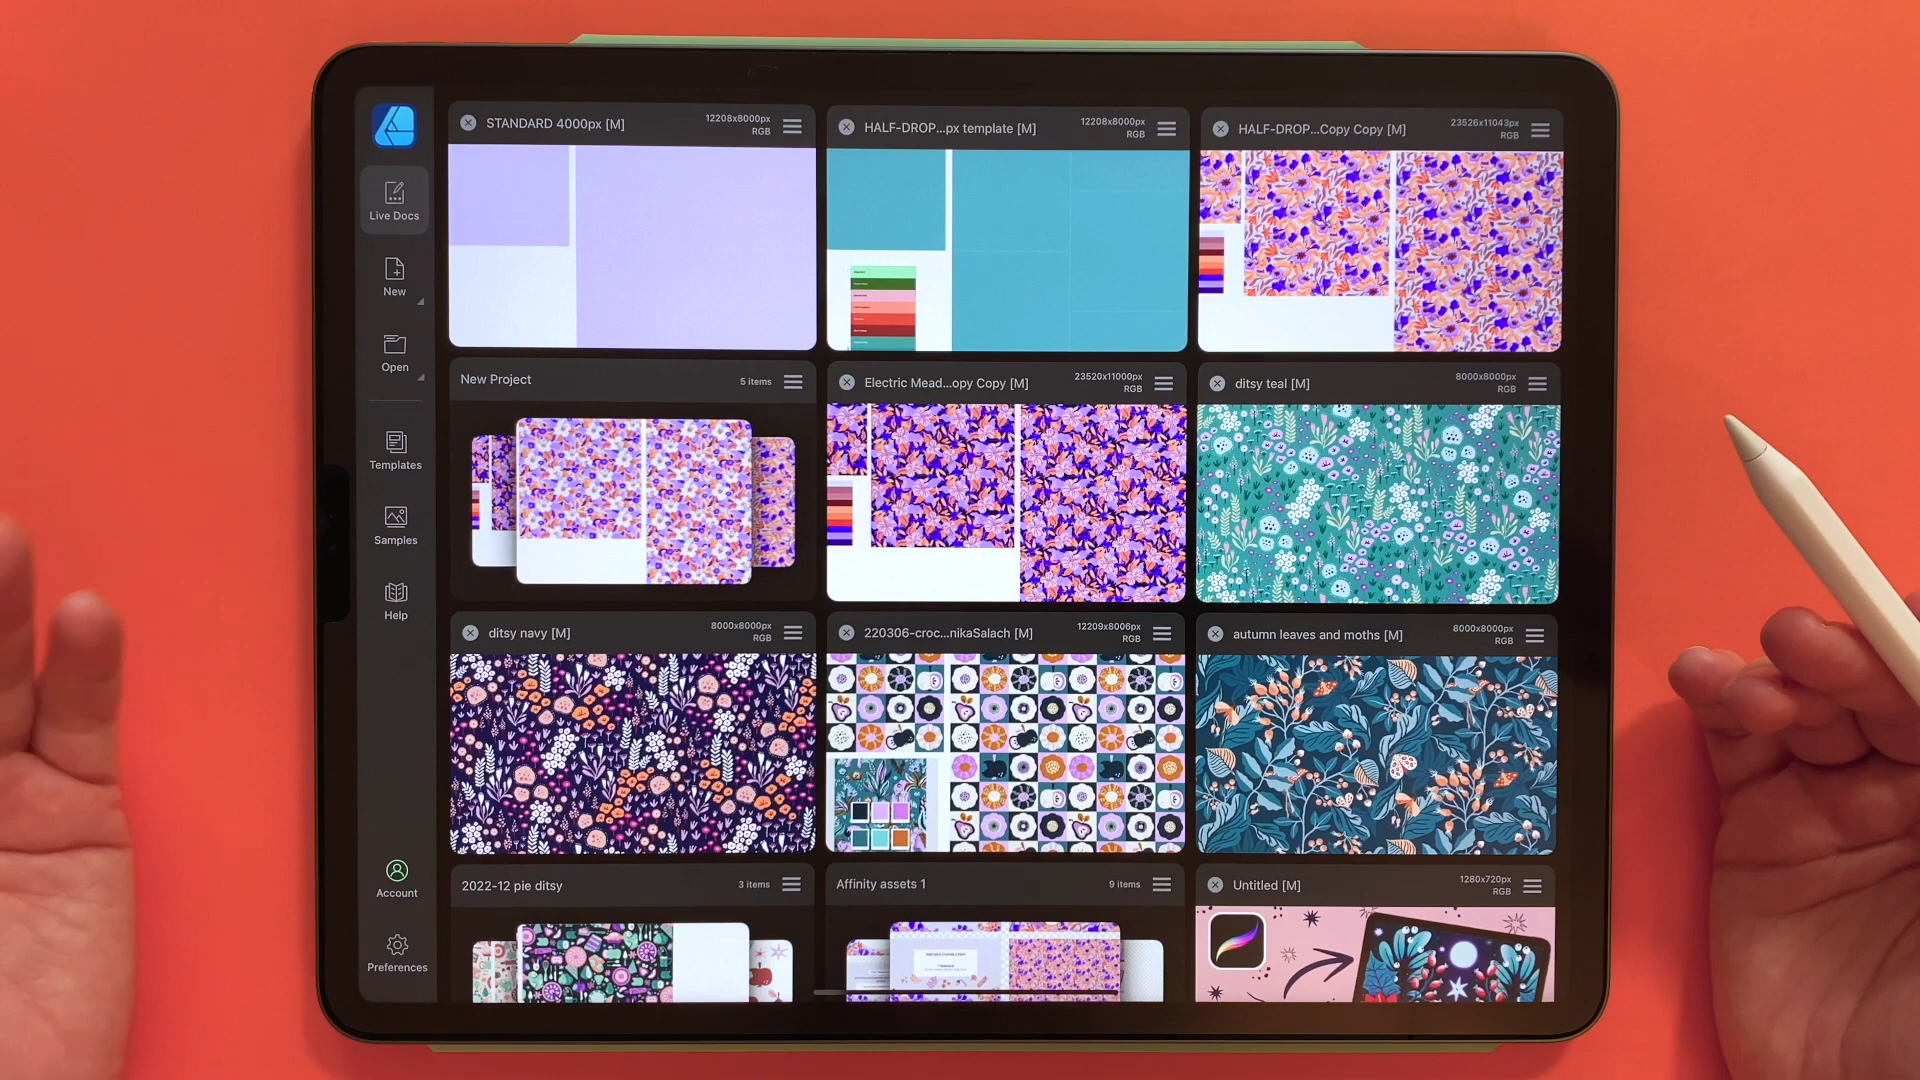 Live Docs
New
Open
Templates
Samples
Help
Account
Preferences
STANDARD 4000px [M]
12208x8000px
RGB
HALF-DROP...px template [M]
12208x8000px
RGB
HALF-DROP...Copy Copy [M]
23526x11043px
RGB
New Project
5 items
Electric Mead...opy Copy [M]
23520x11000px
RGB
ditsy teal [M]
8000x8000px
RGB
ditsy navy [M]
8000x8000px
RGB
220306-croc...nikaSalach [M]
12209x8006px
RGB
autumn leaves and moths [M]
8000x8000px
RGB
2022-12 pie ditsy
3 items
Affinity assets 1
9 items
Untitled [M]
1280x720px
RGB